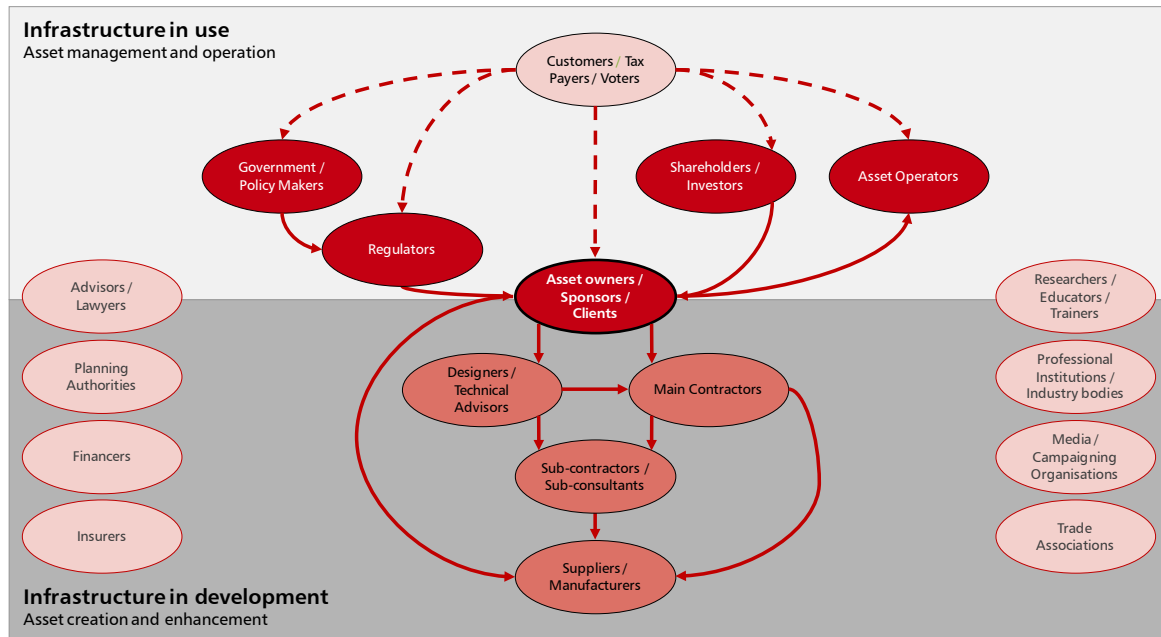 Infrastructure in use
Asset management and operation
Customers / Tax
Payers / Voters
Government /
Policy Makers
Shareholders /
Investors
Asset Operators
Regulators
Asset owners /
Sponsors /
Clients
Advisors /
Lawyers
Planning
Authorities
Financers
Insurers
Designers /
Technical
Advisors
Main Contractors
Sub-contractors /
Sub-consultants
Suppliers /
Manufacturers
Researchers /
Educators /
Trainers
Professional
Institutions /
Industry bodies
Media /
Campaigning
Organisations
Trade
Associations
Infrastructure in development
Asset creation and enhancement